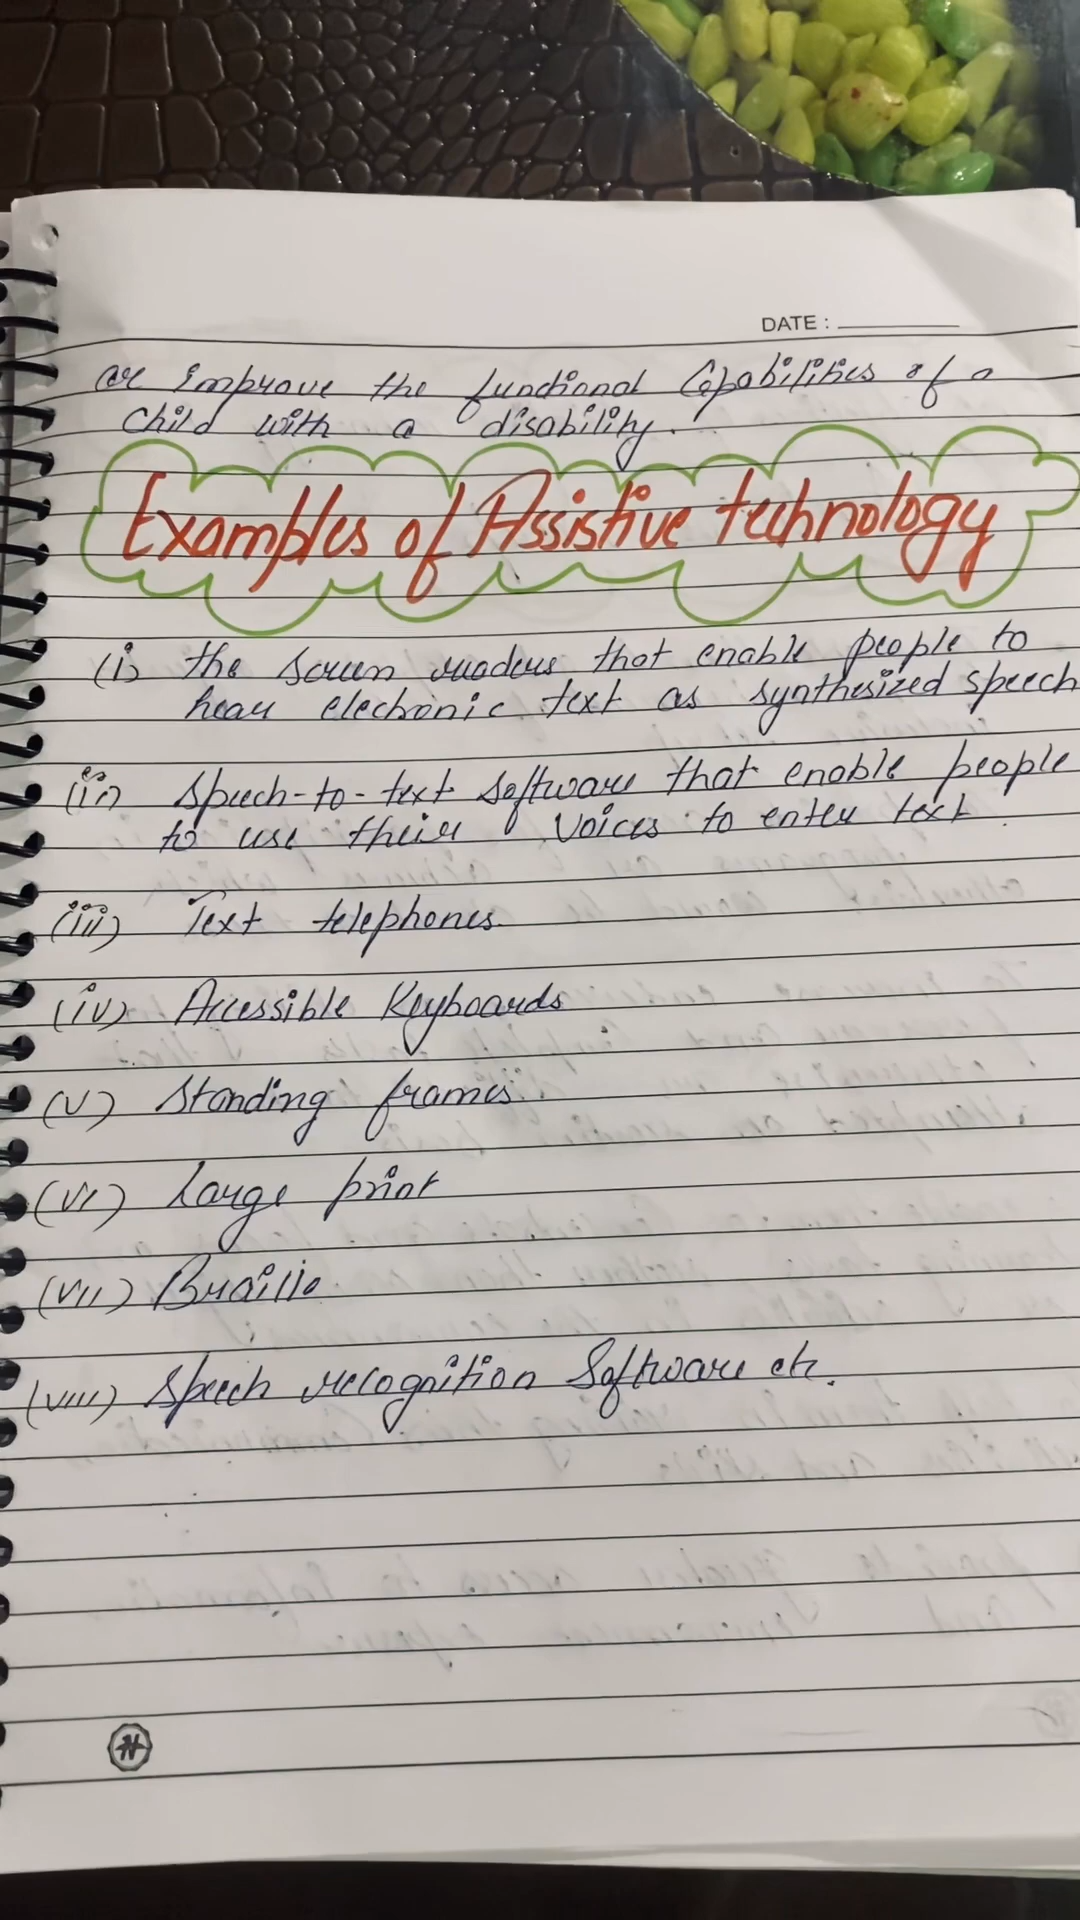 DATE :
or improve the functional Capabilities of a
Child with a disability.
Examples of Assistive technology
(i) the screen readers that enable people to
hear electronic text as synthesized speech
(ii) Speech-to-text software that enable people
to use their voices to enter text
(iii) Text telephones.
(iv) Accessible Keyboards
(v) Standing frames.
(vi) Large print
(vii) Braille
(viii) Speech recognition Software etc.
N